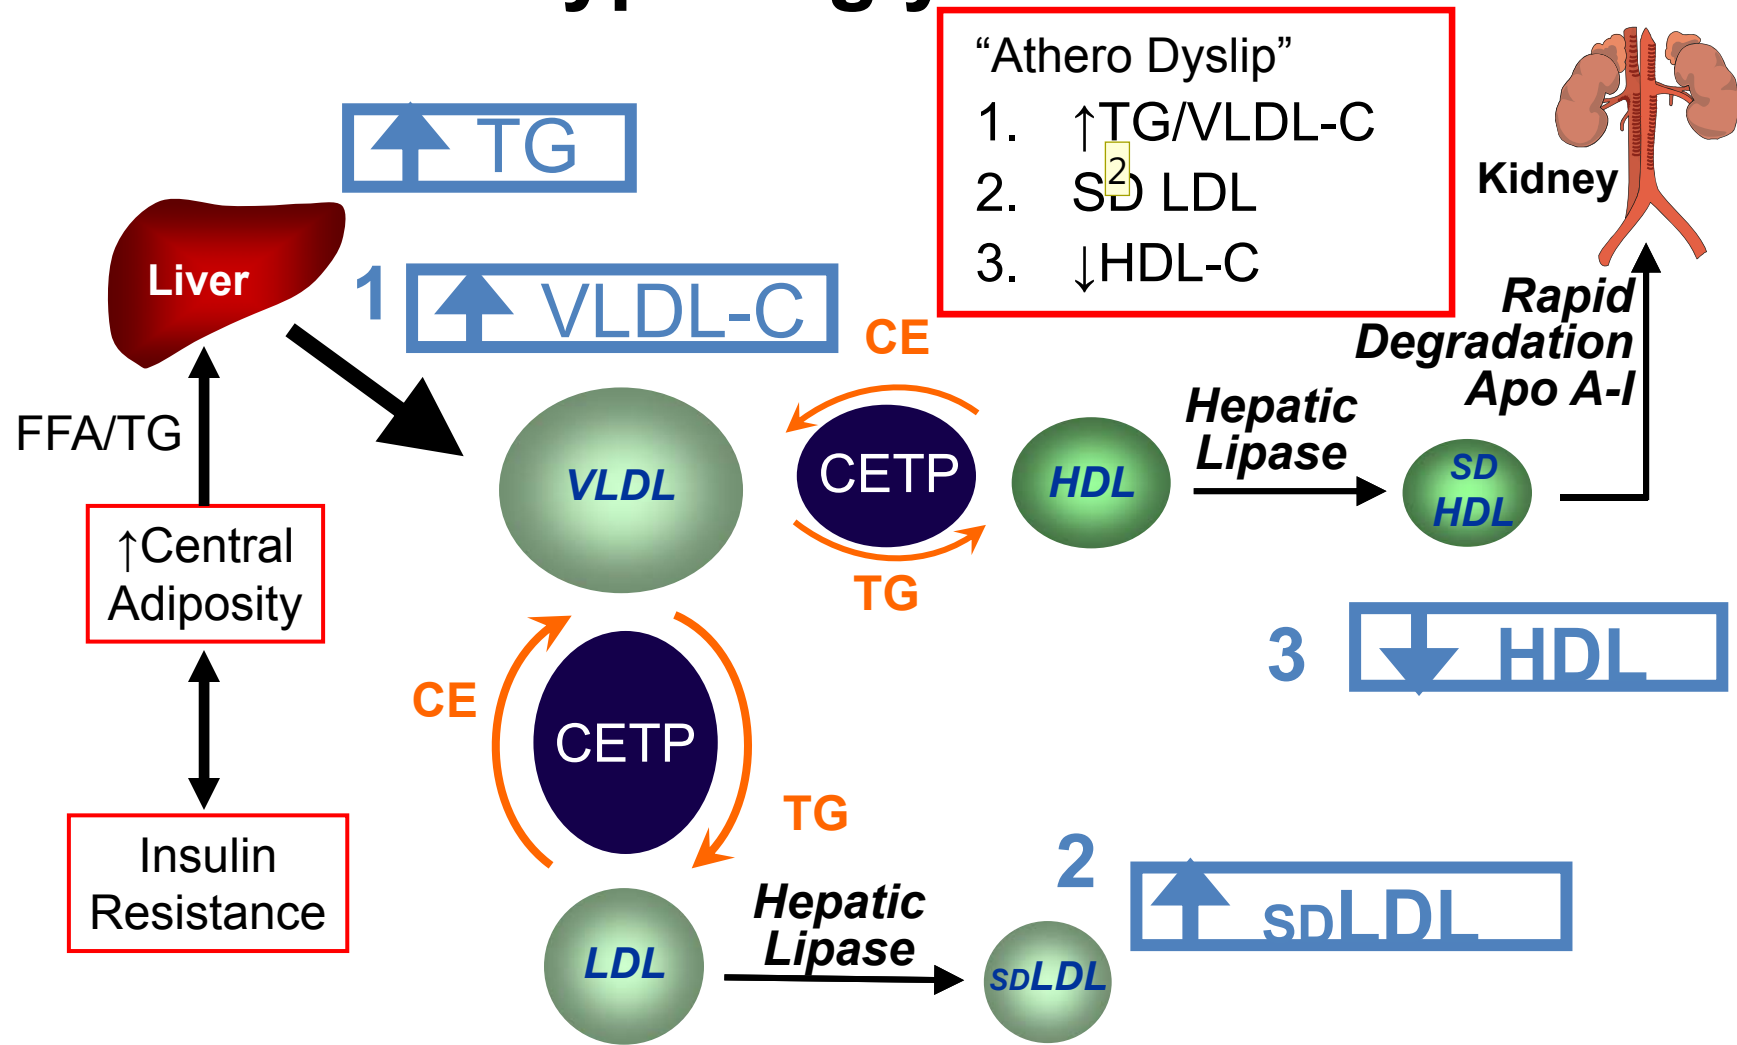 "Athero Dyslip"
1. ↑TG/VLDL-C
2. SD LDL
2
3. ↓HDL-C
TG
Kidney
Liver
1
VLDL-C
Rapid
Degradation
Apo A-I
CE
FFA/TG
VLDL
CETP
HDL
Hepatic
Lipase
SD
HDL
TG
↑Central
Adiposity
3
HDL
CE
CETP
TG
Insulin
Resistance
2
SDLDL
Hepatic
Lipase
LDL
SDLDL